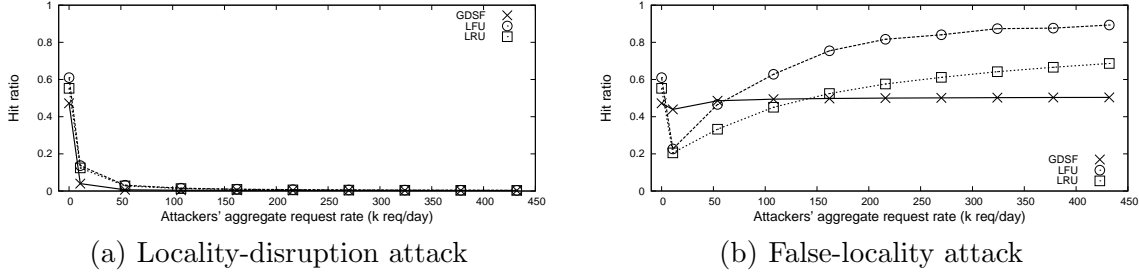 1
0.8
0.6
0.4
0.2
0
Hit ratio
GDSF
LFU
LRU
0 50 100 150 200 250 300 350 400 450
Attackers' aggregate request rate (k req/day)
(a) Locality-disruption attack
1
0.8
0.6
0.4
0.2
0
Hit ratio
GDSF
LFU
LRU
0 50 100 150 200 250 300 350 400 450
Attackers' aggregate request rate (k req/day)
(b) False-locality attack